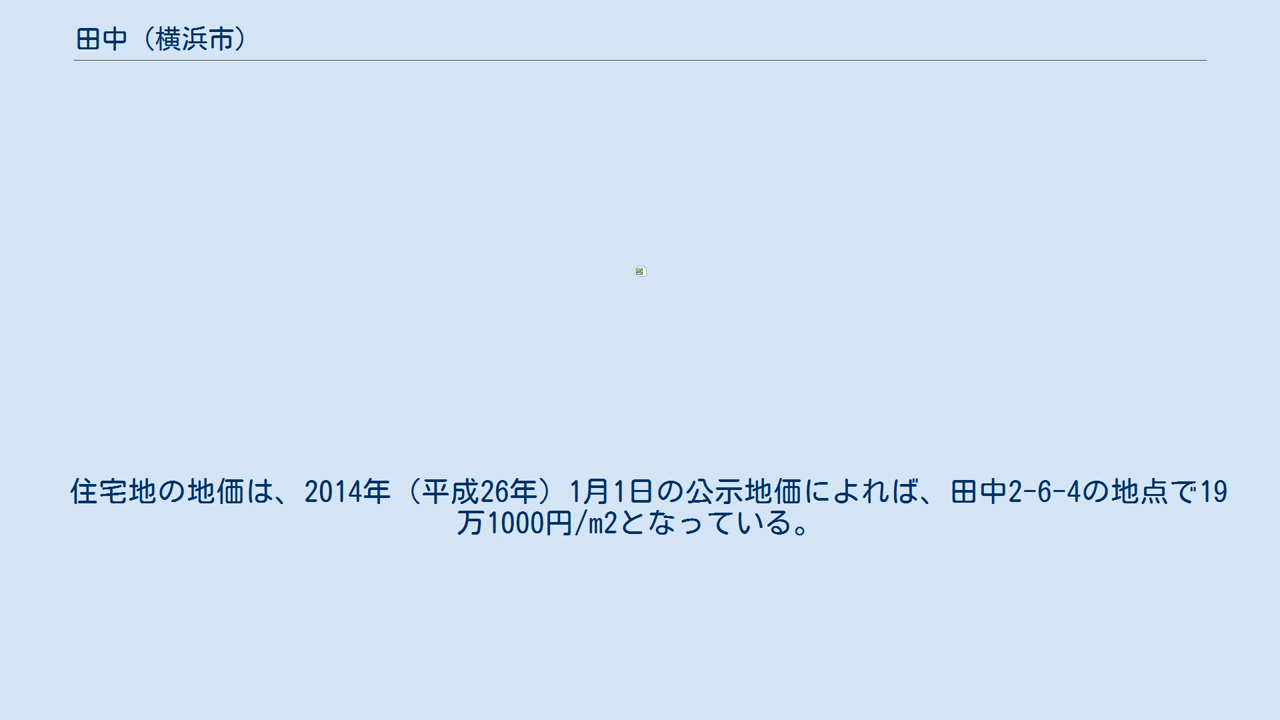 田中（横浜市）
住宅地の地価は、2014年（平成26年）1月1日の公示地価によれば、田中2-6-4の地点で19
万1000円/m2となっている。